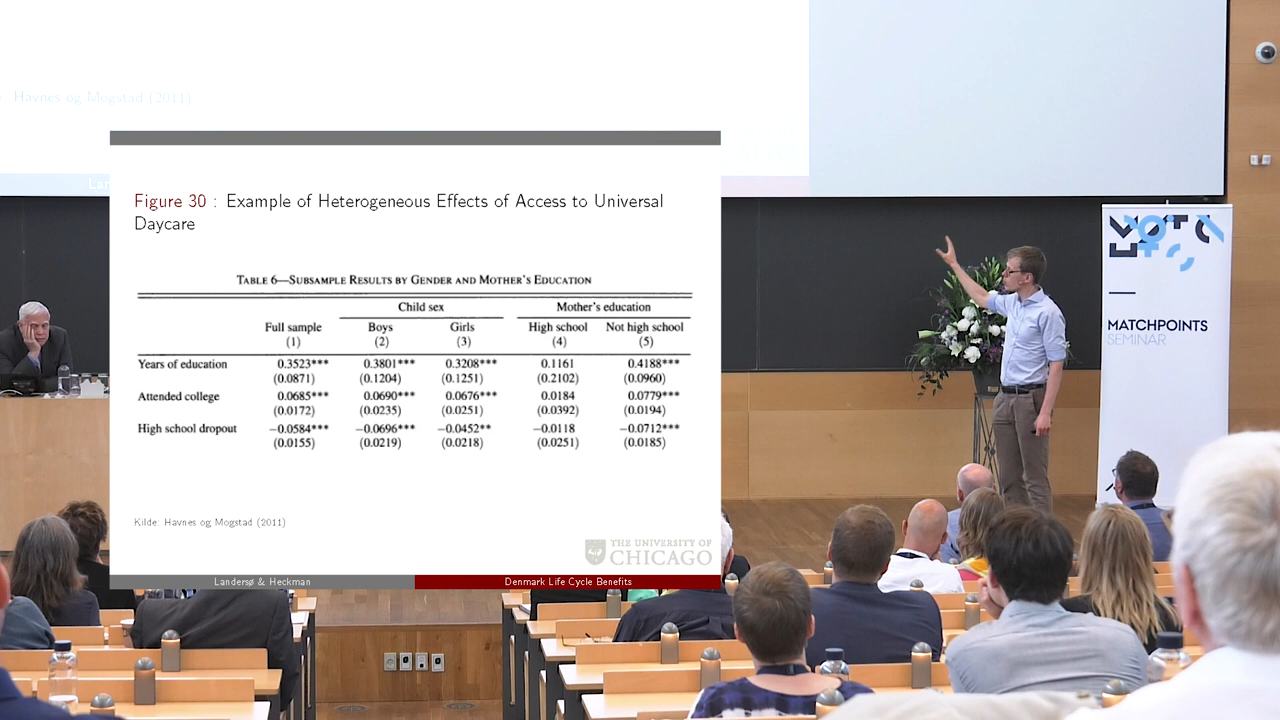 Havnes og Mogstad (2011)
Lan
Figure 30 : Example of Heterogeneous Effects of Access to Universal
Daycare
TABLE 6—SUBSAMPLE RESULTS BY GENDER AND MOTHER'S EDUCATION
Child sex Mother's education
Full sample Boys Girls High school Not high school
(1) (2) (3) (4) (5)
Years of education 0.3523*** 0.3801*** 0.3208*** 0.1161 0.4188***
(0.0871) (0.1204) (0.1251) (0.2102) (0.0960)
Attended college 0.0685*** 0.0690*** 0.0676*** 0.0184 0.0779***
(0.0172) (0.0235) (0.0251) (0.0392) (0.0194)
High school dropout −0.0584*** −0.0696*** −0.0452** −0.0118 −0.0712***
(0.0155) (0.0219) (0.0218) (0.0251) (0.0185)
Kilde: Havnes og Mogstad (2011)
THE UNIVERSITY OF
CHICAGO
Landersø & Heckman Denmark Life Cycle Benefits
MATCHPOINTS
SEMINAR